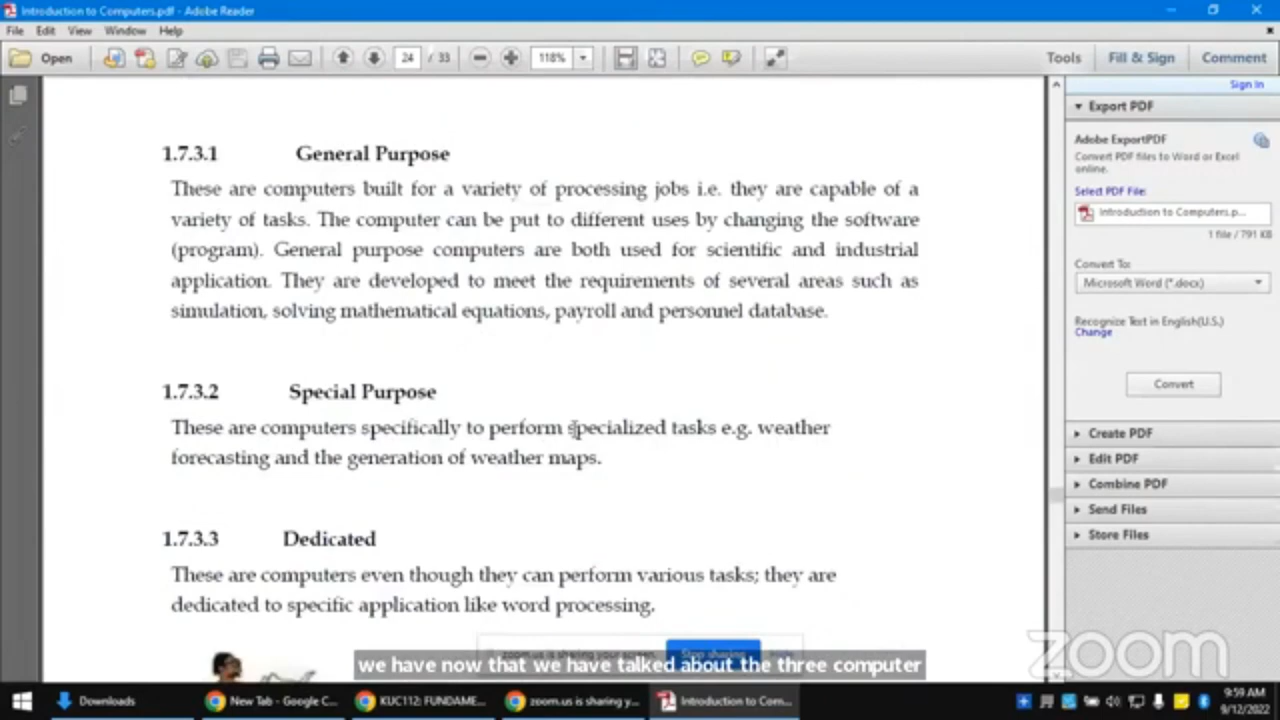 Introduction to Computers.pdf - Adobe Reader
File Edit View Window Help
Open 24 / 33 118% Tools Fill & Sign Comment
Sign In
Export PDF
Adobe ExportPDF
Convert PDF files to Word or Excel
online.
Select PDF File:
Introduction to Computers.p...
1 file / 791 KB
Convert To:
Microsoft Word (*.docx)
Recognize Text in English(U.S.)
Change
Convert
Create PDF
Edit PDF
Combine PDF
Send Files
Store Files
1.7.3.1 General Purpose
These are computers built for a variety of processing jobs i.e. they are capable of a
variety of tasks. The computer can be put to different uses by changing the software
(program). General purpose computers are both used for scientific and industrial
application. They are developed to meet the requirements of several areas such as
simulation, solving mathematical equations, payroll and personnel database.
1.7.3.2 Special Purpose
These are computers specifically to perform specialized tasks e.g. weather
forecasting and the generation of weather maps.
1.7.3.3 Dedicated
These are computers even though they can perform various tasks; they are
dedicated to specific application like word processing.
zoom.us is sharing your screen. Stop sharing
we have now that we have talked about the three computer
zoom
Downloads New Tab - Google C... KUC112: FUNDAME... zoom.us is sharing y... Introduction to Com...
9:59 AM
9/12/2022